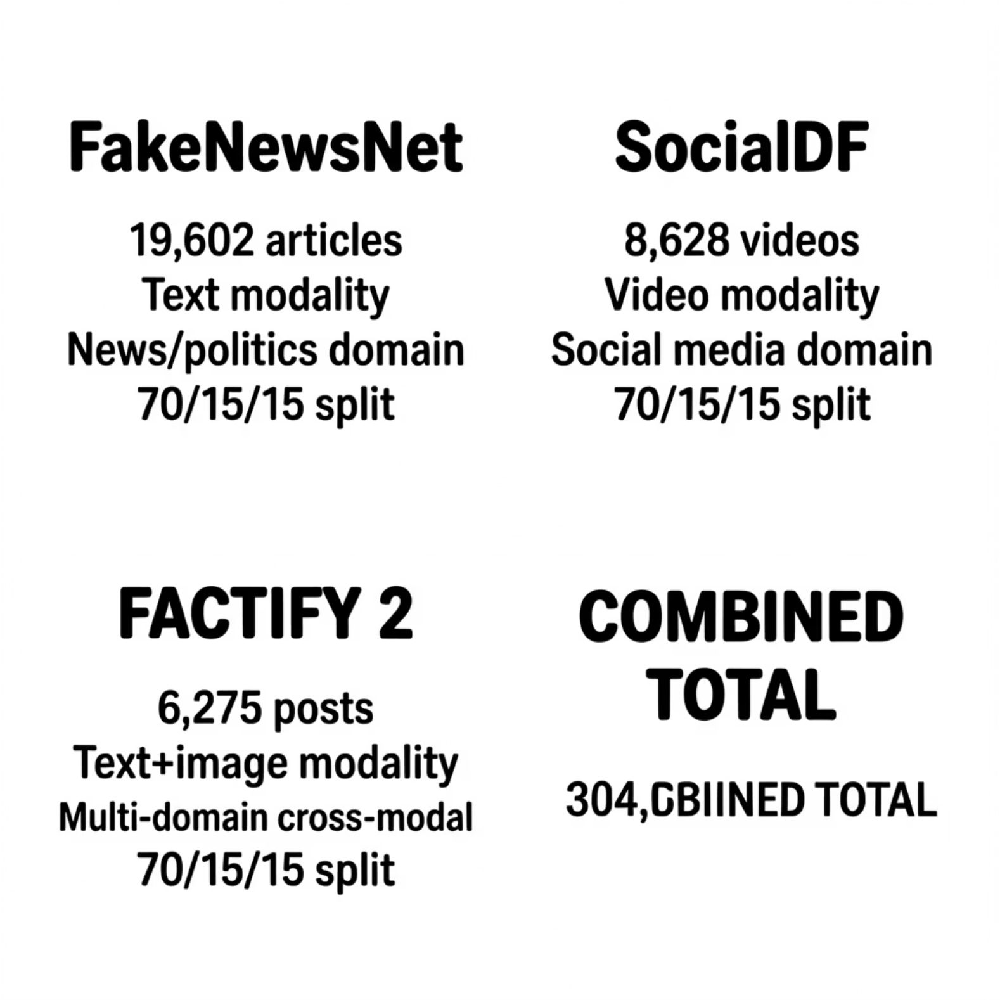 FakeNewsNet
19,602 articles
Text modality
News/politics domain
70/15/15 split
SocialDF
8,628 videos
Video modality
Social media domain
70/15/15 split
FACTIFY 2
6,275 posts
Text+image modality
Multi-domain cross-modal
70/15/15 split
COMBINED
TOTAL
304, TOTAL